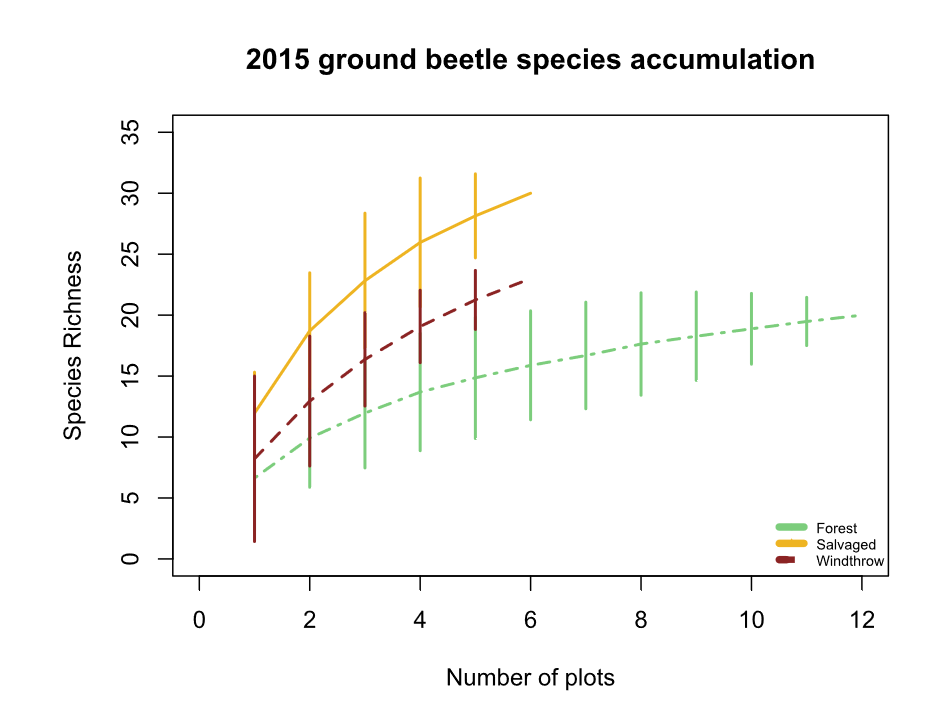 2015 ground beetle species accumulation
Species Richness
35
30
25
20
15
10
5
0
0 2 4 6 8 10 12
Number of plots
Forest
Salvaged
Windthrow